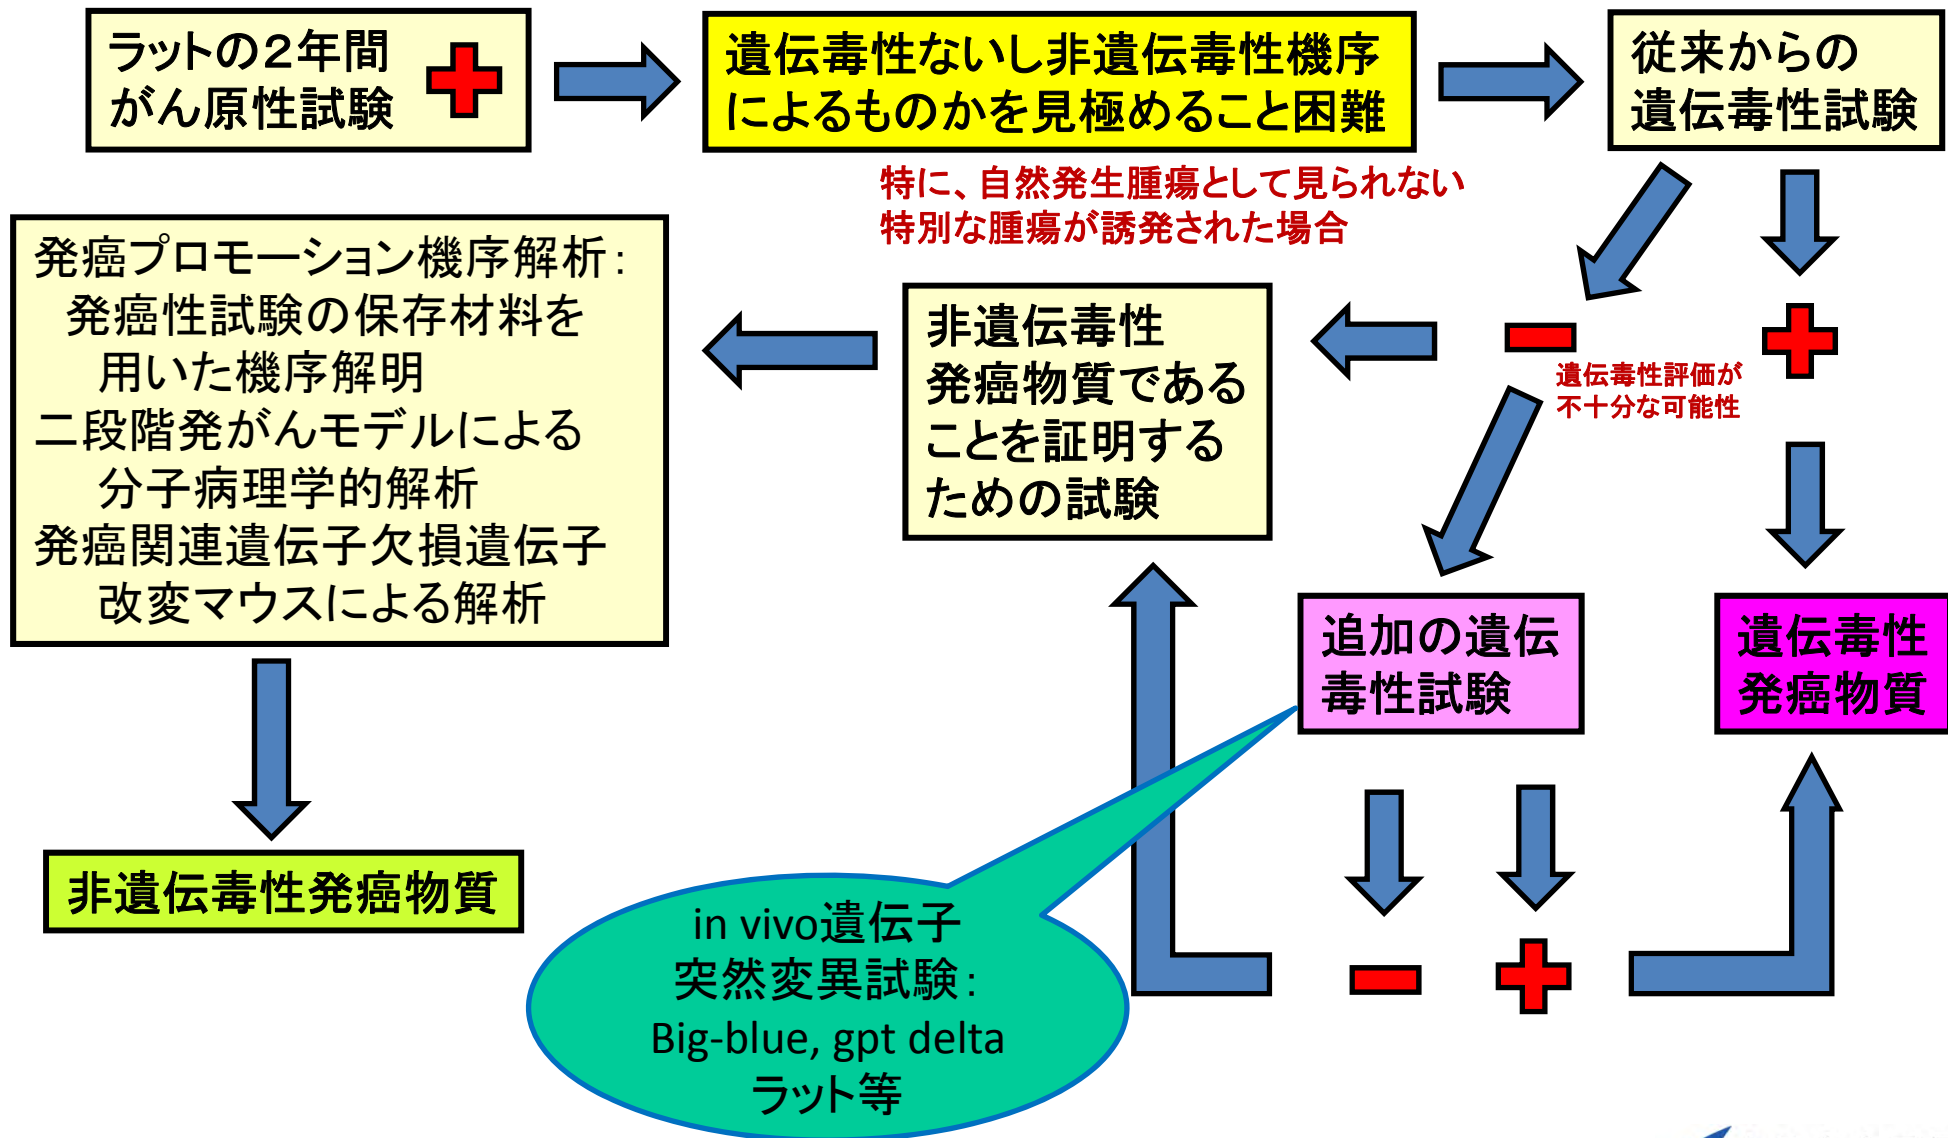 ラットの２年間
がん原性試験
遺伝毒性ないし非遺伝毒性機序
によるものかを見極めること困難
従来からの
遺伝毒性試験
特に、自然発生腫瘍として見られない
特別な腫瘍が誘発された場合
発癌プロモーション機序解析：
発癌性試験の保存材料を
用いた機序解明
二段階発がんモデルによる
分子病理学的解析
発癌関連遺伝子欠損遺伝子
改変マウスによる解析
非遺伝毒性
発癌物質である
ことを証明する
ための試験
遺伝毒性評価が
不十分な可能性
追加の遺伝
毒性試験
遺伝毒性
発癌物質
非遺伝毒性発癌物質
in vivo遺伝子
突然変異試験：
Big-blue, gpt delta
ラット等